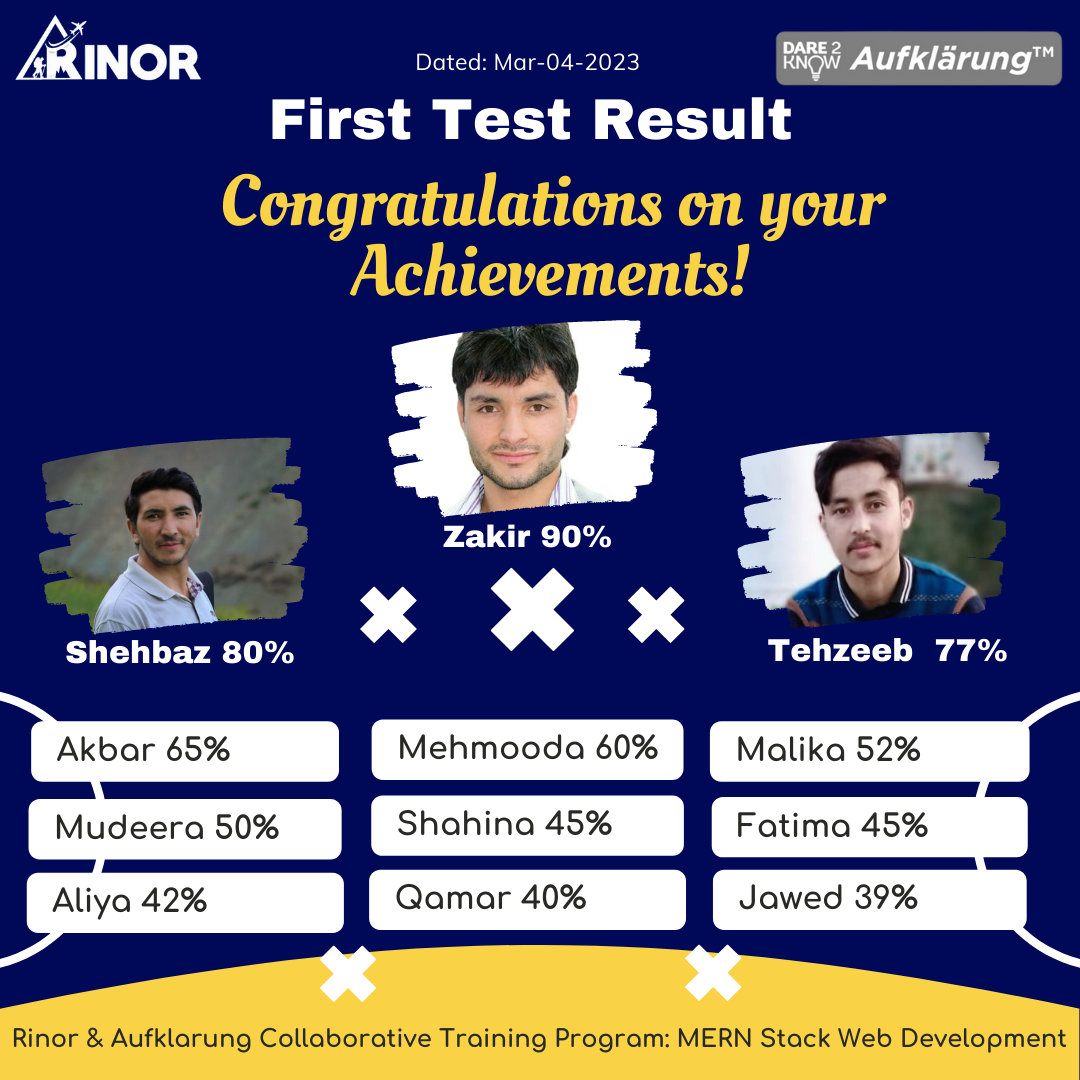 RINOR
Dated: Mar-04-2023
DARE 2
KNOW
Aufklärung™
First Test Result
Congratulations on your
Achievements!
Zakir 90%
Shehbaz 80%
Tehzeeb 77%
Akbar 65%
Mehmooda 60%
Malika 52%
Mudeera 50%
Shahina 45%
Fatima 45%
Aliya 42%
Qamar 40%
Jawed 39%
Rinor & Aufklarung Collaborative Training Program: MERN Stack Web Development